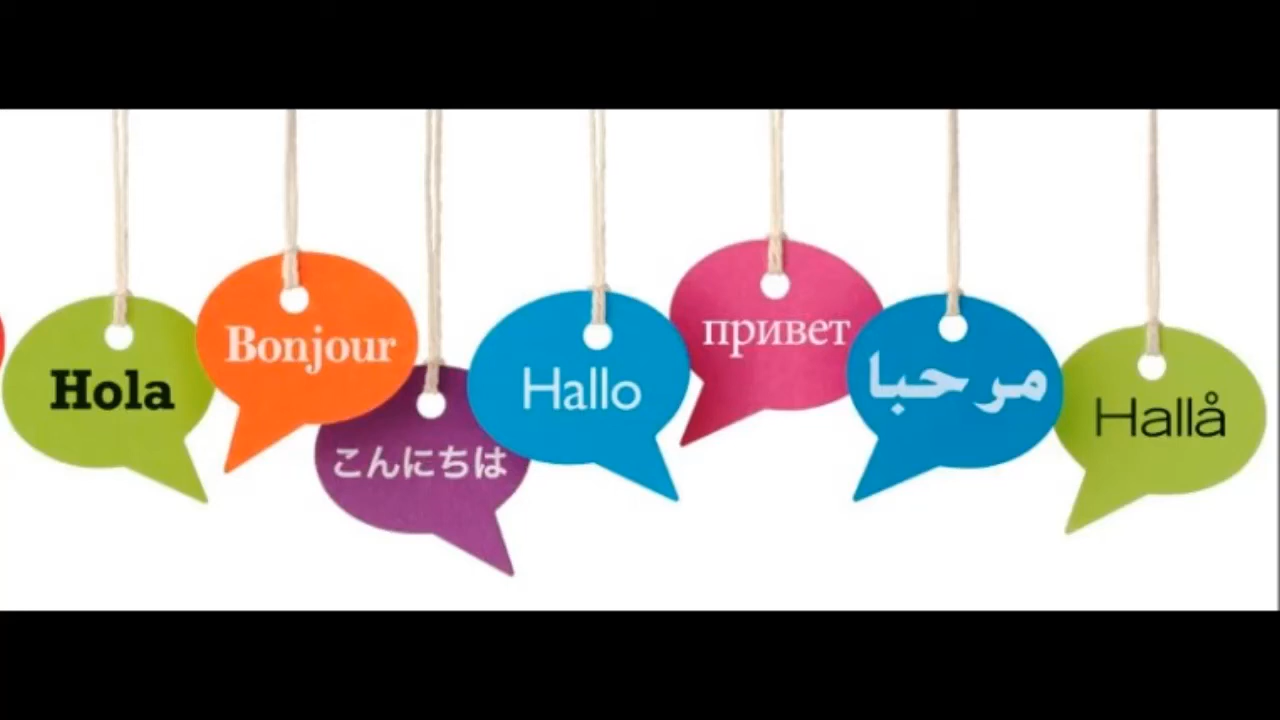 Hola
Bonjour
こんにちは
Hallo
привет
مرحبا
Hallå